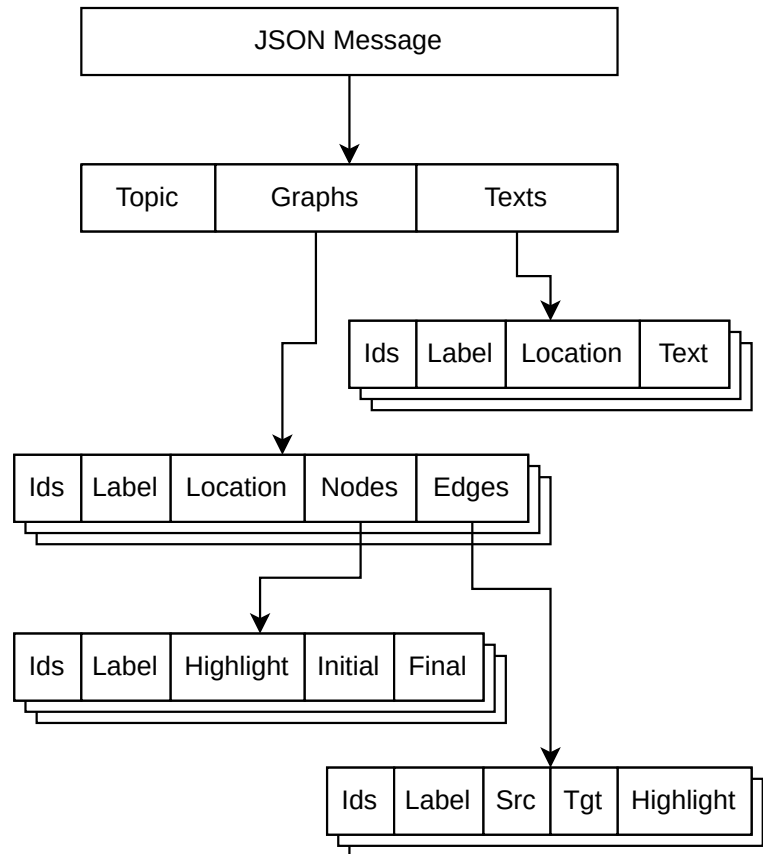 JSON Message
Topic Graphs Texts
Ids Label Location Text
Ids Label Location Nodes Edges
Ids Label Highlight Initial Final
Ids Label Src Tgt Highlight